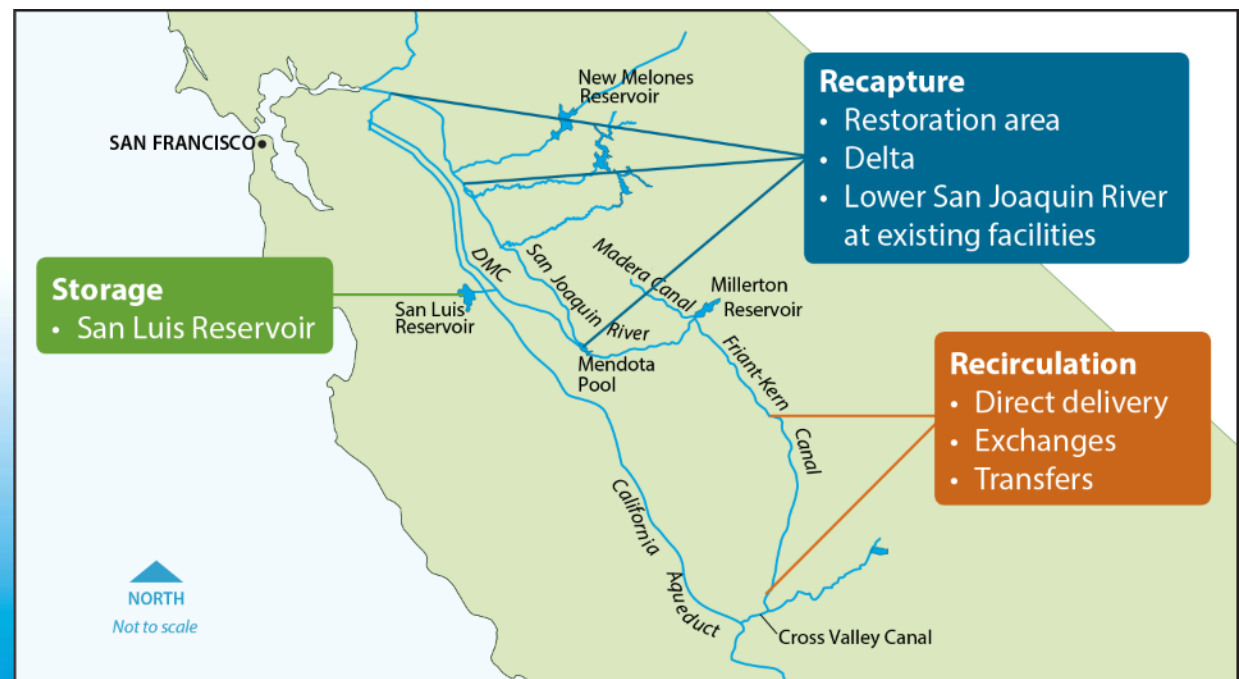 New Melones
Reservoir
SAN FRANCISCO
Recapture
• Restoration area
• Delta
• Lower San Joaquin River
at existing facilities
Storage
• San Luis Reservoir
DMC
San Luis
Reservoir
San Joaquin River
Madera Canal
Millerton
Reservoir
Mendota
Pool
Friant-Kern
Canal
Recirculation
• Direct delivery
• Exchanges
• Transfers
California
Aqueduct
Cross Valley Canal
NORTH
Not to scale